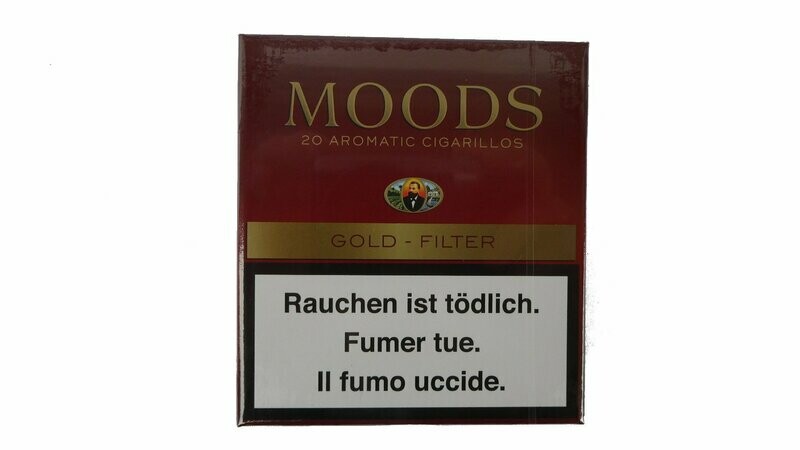 MOODS
20 AROMATIC CIGARILLOS
GOLD - FILTER
Rauchen ist tödlich.
Fumer tue.
Il fumo uccide.